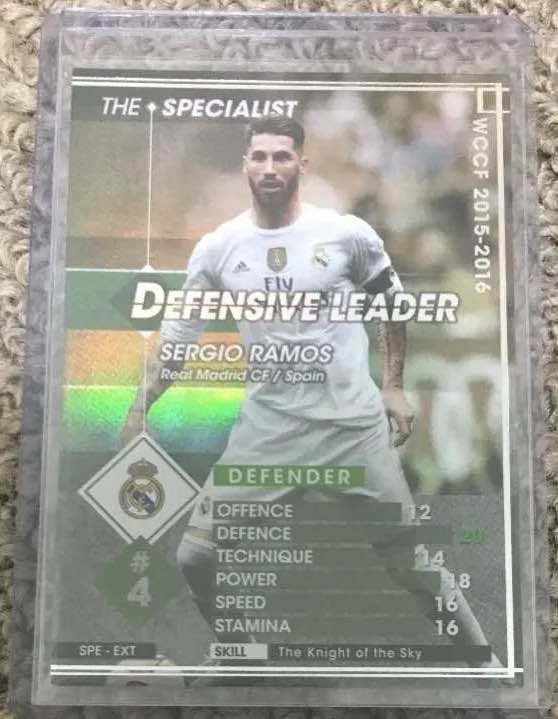 THE ◆ SPECIALIST
WCCF 2015-2016
FLY
DEFENSIVE LEADER
SERGIO RAMOS
Real Madrid CF / Spain
DEFENDER
OFFENCE 12
DEFENCE 20
TECHNIQUE 14
POWER 18
SPEED 16
STAMINA 16
#
4
SPE - EXT
SKILL The Knight of the Sky